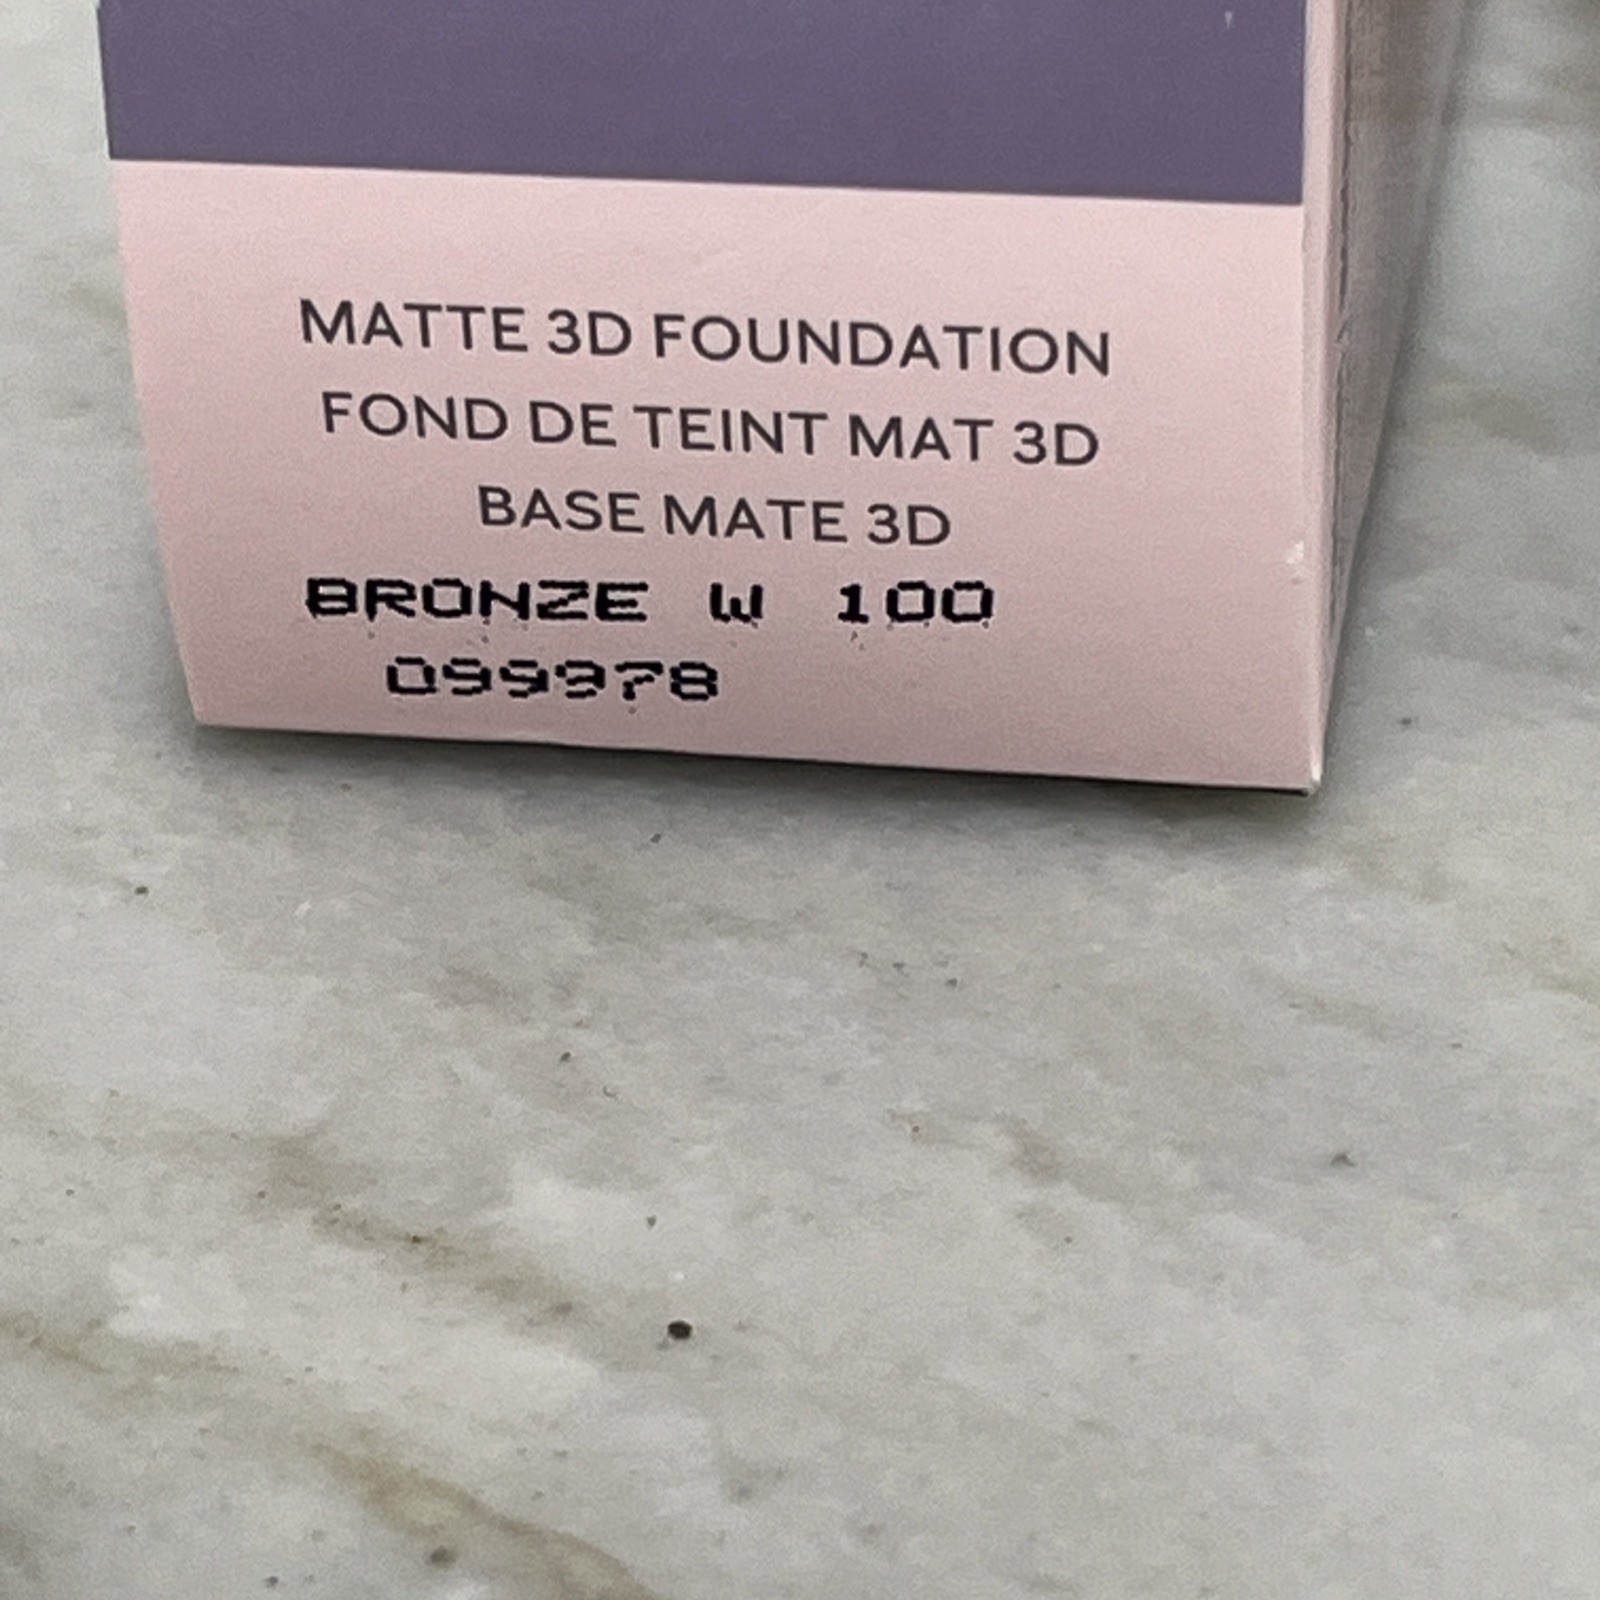 MATTE 3D FOUNDATION
FOND DE TEINT MAT 3D
BASE MATE 3D
BRONZE W 100
099978